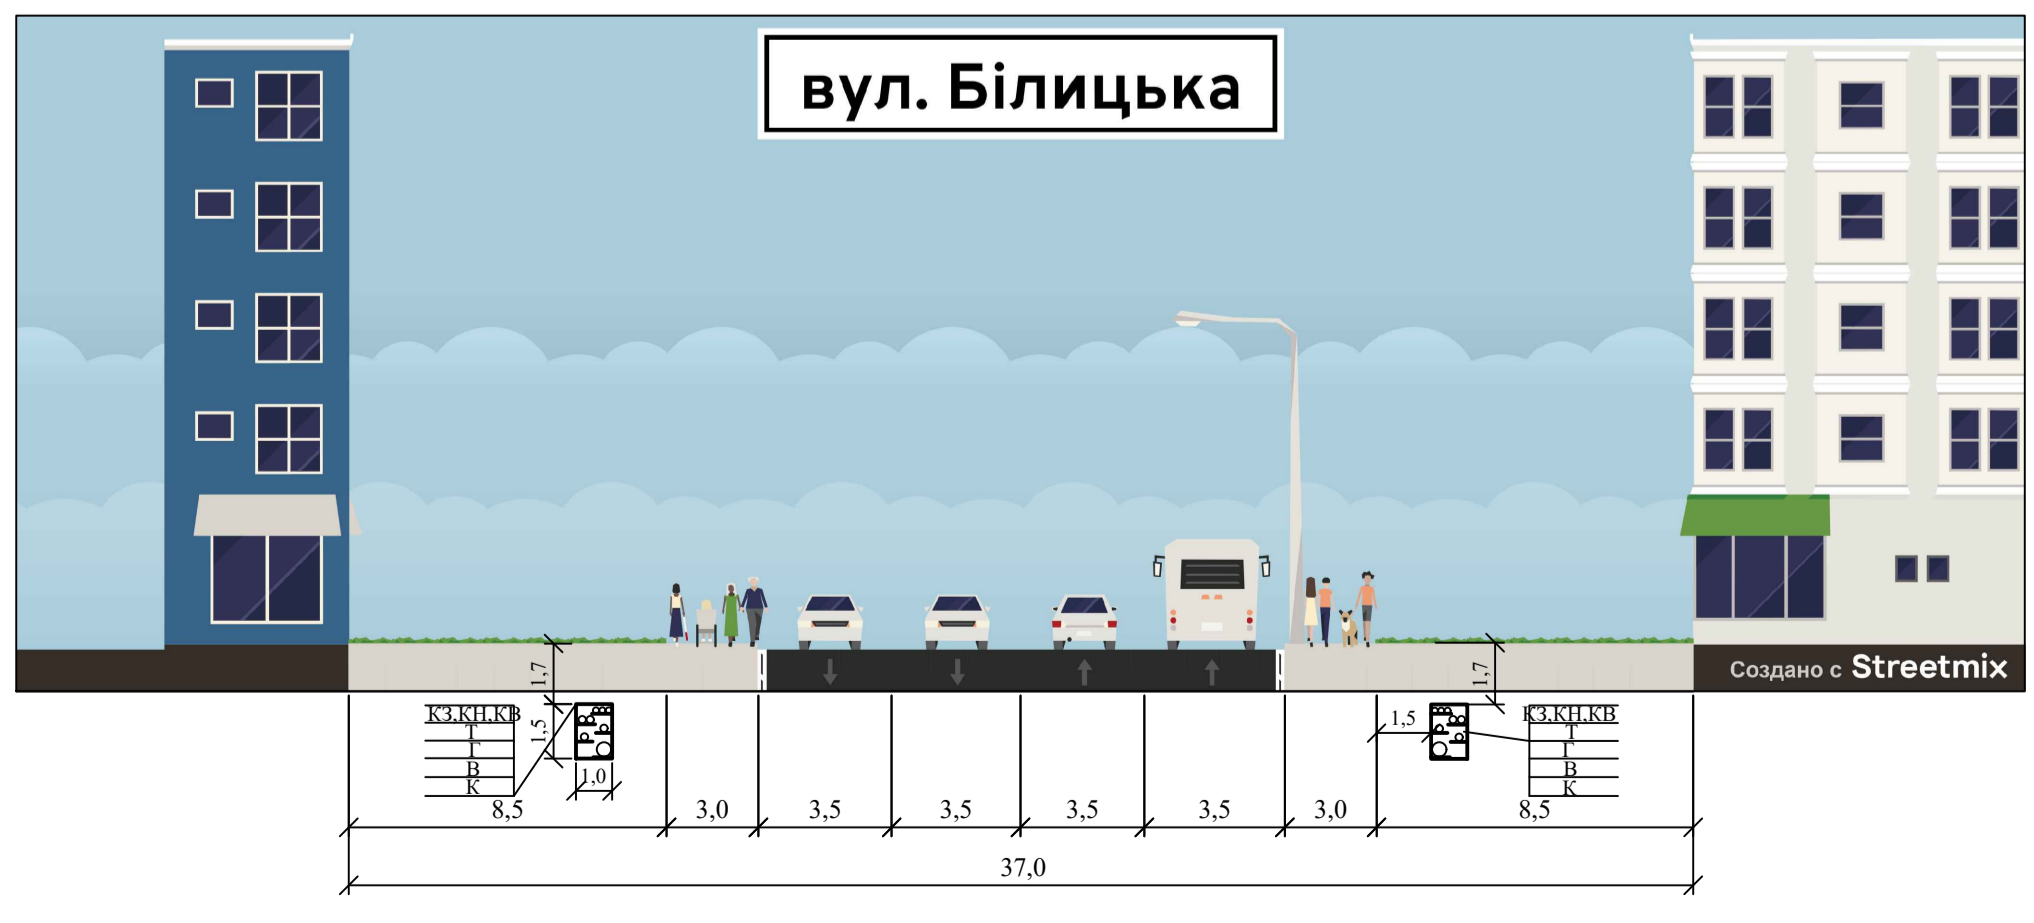 вул. Білицька
Создано с Streetmix
1,7
1,7
КЗ,КН,КВ
Т
Г
В
К
1,5
1,0
1,5
КЗ,КН,КВ
Т
Г
В
К
8,5
3,0
3,5
3,5
3,5
3,5
3,0
8,5
37,0